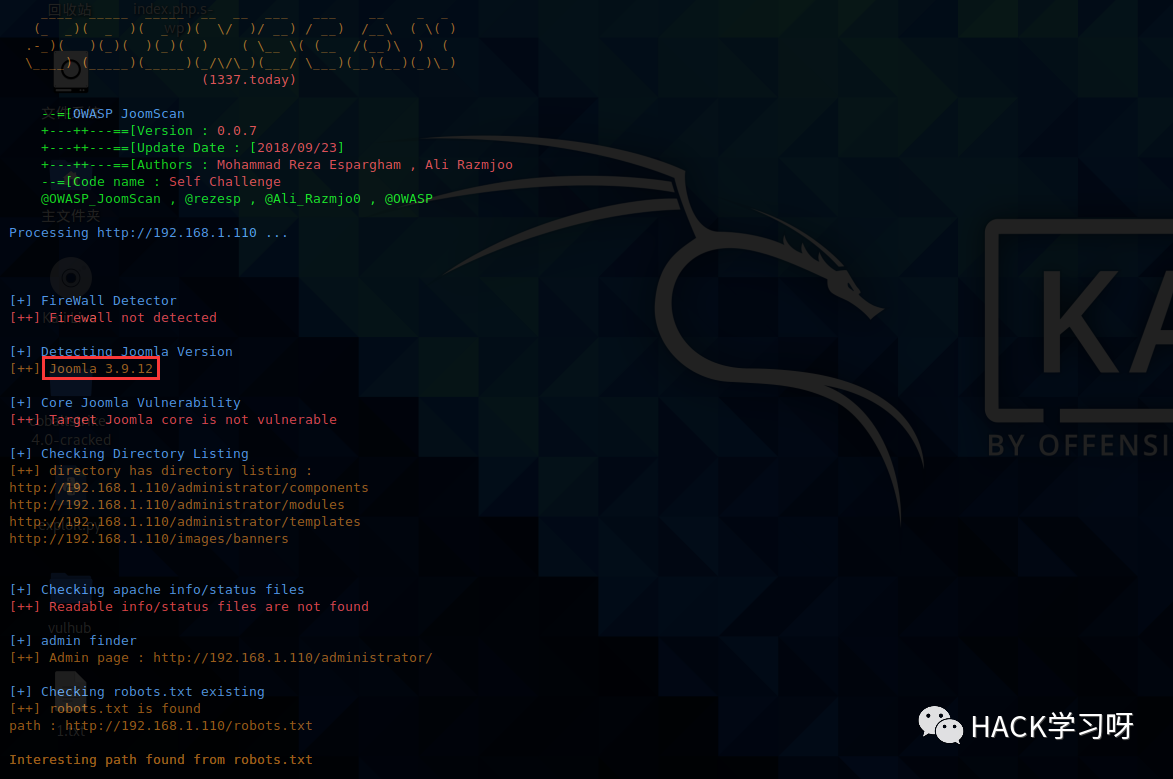 回收站 index.php.s-
wp
(1337.today)
--=[OWASP JoomScan
+---++---==[Version : 0.0.7
+---++---==[Update Date : [2018/09/23]
+---++---==[Authors : Mohammad Reza Espargham , Ali Razmjoo
--=[Code name : Self Challenge
@OWASP_JoomScan , @rezesp , @Ali_Razmjo0 , @OWASP
主文件夹
Processing http://192.168.1.110 ...
[+] FireWall Detector
[++] Firewall not detected
[+] Detecting Joomla Version
[++] Joomla 3.9.12
[+] Core Joomla Vulnerability
[++] Target Joomla core is not vulnerable
4.0-cracked
[+] Checking Directory Listing
[++] directory has directory listing :
http://192.168.1.110/administrator/components
http://192.168.1.110/administrator/modules
http://192.168.1.110/administrator/templates
http://192.168.1.110/images/banners
[+] Checking apache info/status files
[++] Readable info/status files are not found
vulhub
[+] admin finder
[++] Admin page : http://192.168.1.110/administrator/
[+] Checking robots.txt existing
[++] robots.txt is found
path : http://192.168.1.110/robots.txt
1.txt
Interesting path found from robots.txt
KA
BY OFFENSI
HACK学习呀